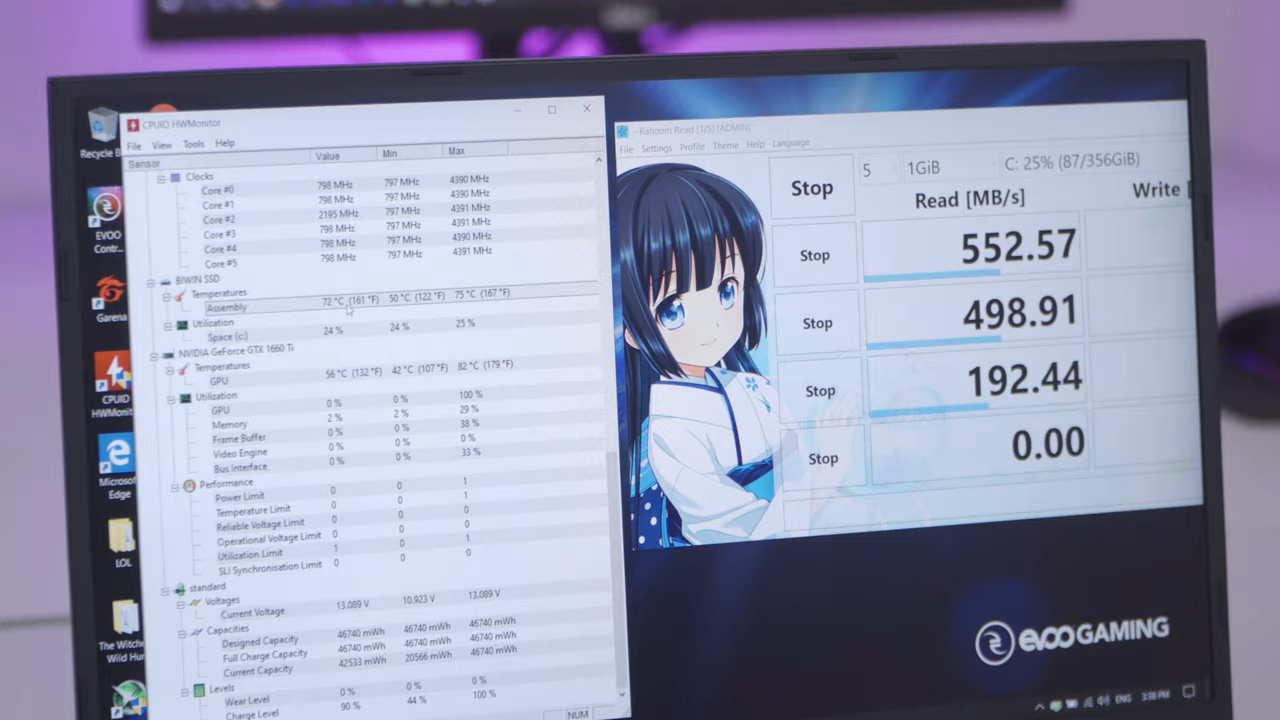 Recycle B
EVOO
Contr...
Garena
CPUID
HWMonitor
Microsof
Edge
LOL
The Witche
Wild Hun
CPUID HWMonitor
File View Tools Help
Sensor Value Min Max
Clocks
Core #0 798 MHz 797 MHz 4390 MHz
Core #1 798 MHz 797 MHz 4390 MHz
Core #2 2195 MHz 797 MHz 4391 MHz
Core #3 798 MHz 797 MHz 4391 MHz
Core #4 798 MHz 797 MHz 4390 MHz
Core #5 798 MHz 797 MHz 4391 MHz
BIWIN SSD
Temperatures
Assembly 72 °C (161 °F) 50 °C (122 °F) 75 °C (167 °F)
Utilization
Space (c:) 24 % 24 % 25 %
NVIDIA GeForce GTX 1660 Ti
Temperatures
GPU 56 °C (132 °F) 42 °C (107 °F) 82 °C (179 °F)
Utilization
GPU 0 % 0 % 100 %
Memory 2 % 2 % 29 %
Frame Buffer 0 % 0 % 38 %
Video Engine 0 % 0 % 0 %
Bus Interface 0 % 0 % 33 %
Performance
Power Limit 0 0 1
Temperature Limit 0 0 0
Reliable Voltage Limit 0 0 1
Operational Voltage Limit 0 0 0
Utilization Limit 1 0 1
SLI Synchronisation Limit 0 0 0
standard
Voltages
Current Voltage 13.089 V 10.923 V 13.089 V
Capacities
Designed Capacity 46740 mWh 46740 mWh 46740 mWh
Full Charge Capacity 46740 mWh 46740 mWh 46740 mWh
Current Capacity 42533 mWh 20566 mWh 46740 mWh
Levels
Wear Level 0 % 0 % 0 %
Charge Level 90 % 44 % 100 %
NUM
Random Read (1/5) [ADMIN]
File Settings Profile Theme Help Language
Stop 5 1GiB C: 25% (87/356GiB)
Read [MB/s] Write
Stop 552.57
Stop 498.91
Stop 192.44
Stop 0.00
evooGAMING
ENG 3:38 PM